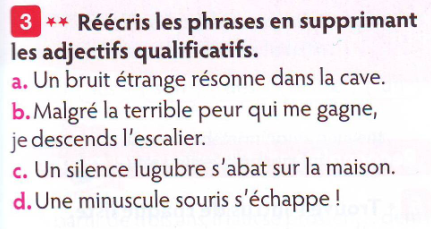 3 ** Réécris les phrases en supprimant
les adjectifs qualificatifs.
a. Un bruit étrange résonne dans la cave.
b. Malgré la terrible peur qui me gagne,
je descends l'escalier.
c. Un silence lugubre s'abat sur la maison.
d. Une minuscule souris s'échappe !